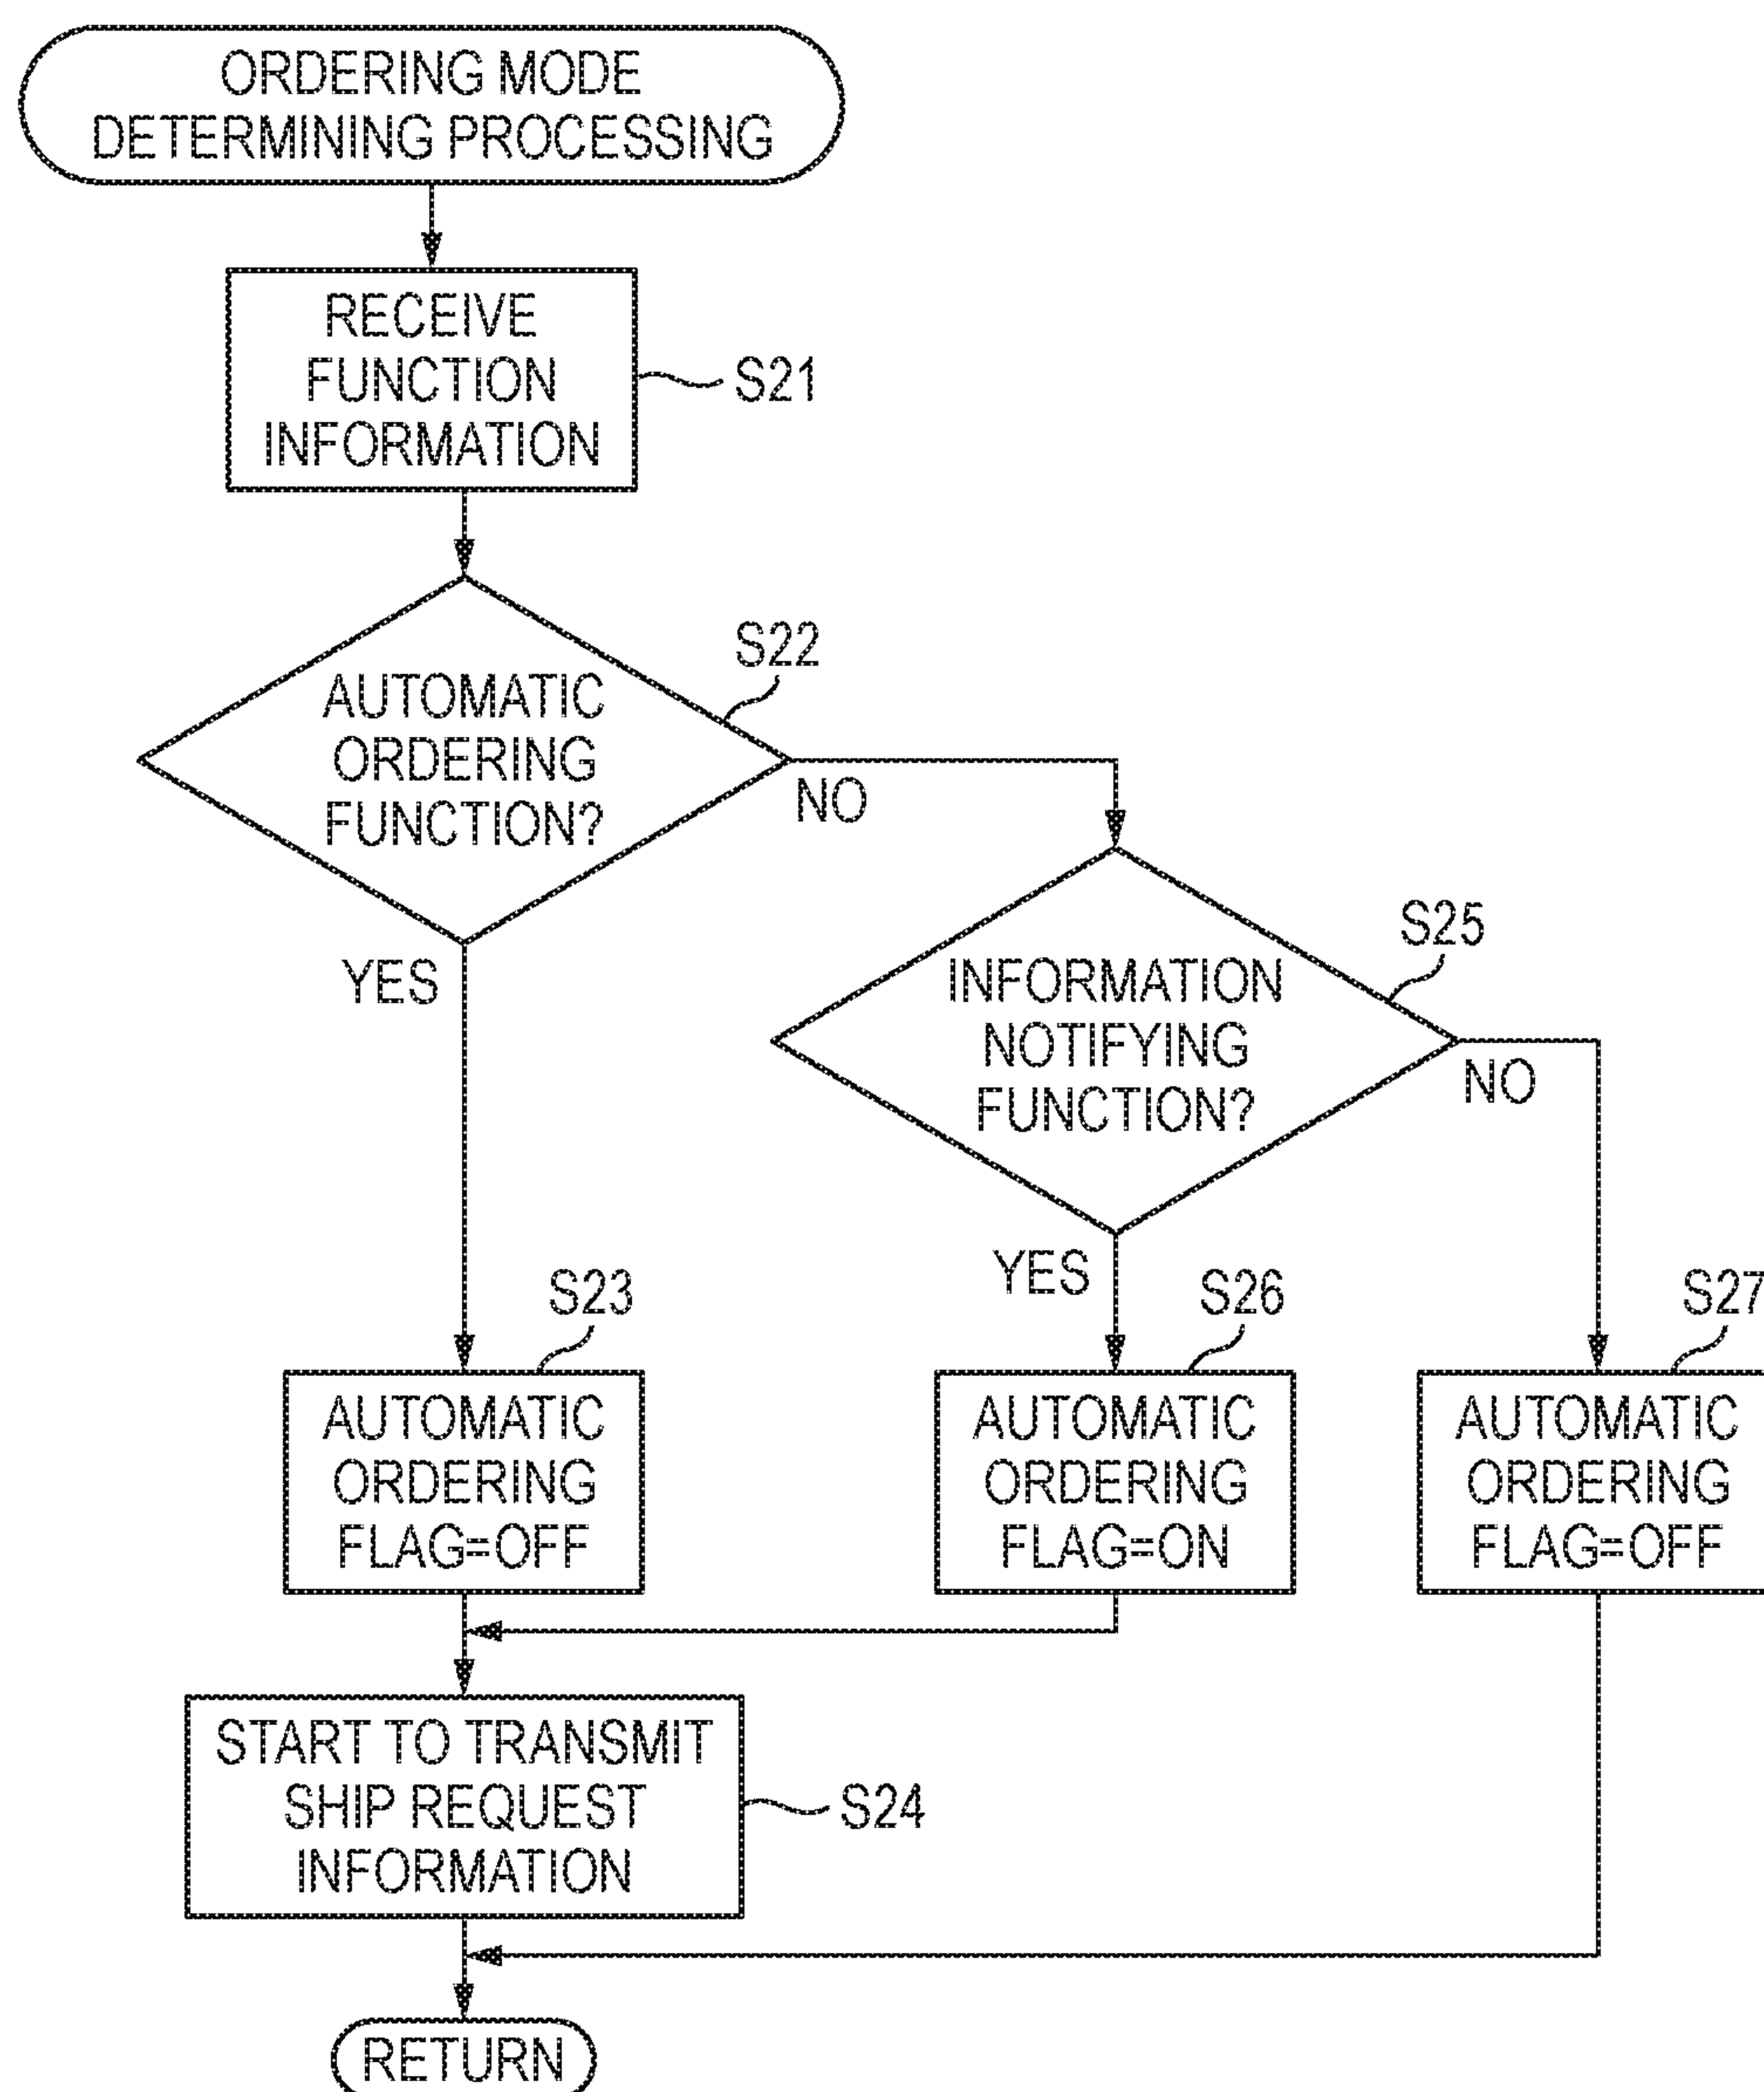 ORDERING MODE
DETERMINING PROCESSING
RECEIVE
FUNCTION
INFORMATION
S21
S22
AUTOMATIC
ORDERING
FUNCTION?
NO
YES
S25
INFORMATION
NOTIFYING
FUNCTION?
NO
YES
S23
AUTOMATIC
ORDERING
FLAG=OFF
S26
AUTOMATIC
ORDERING
FLAG=ON
S27
AUTOMATIC
ORDERING
FLAG=OFF
START TO TRANSMIT
SHIP REQUEST
INFORMATION
S24
RETURN